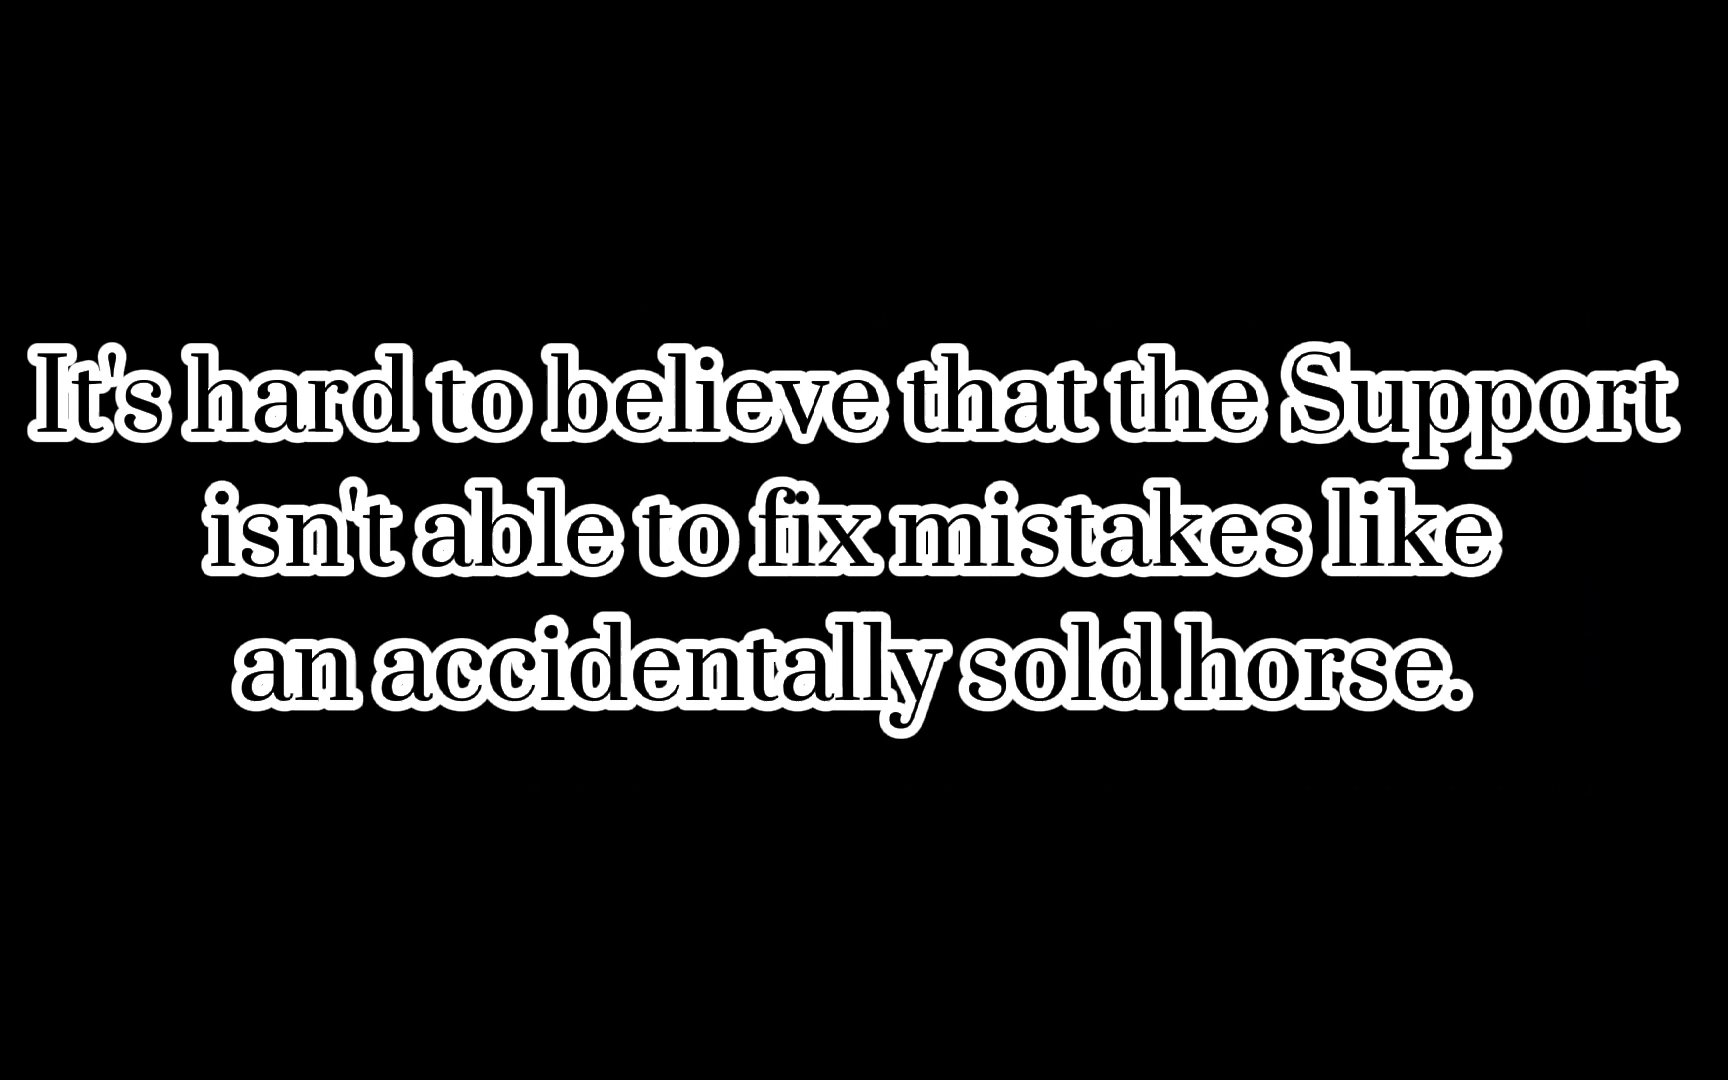 It's hard to believe that the Support
isn't able to fix mistakes like
an accidentally sold horse.